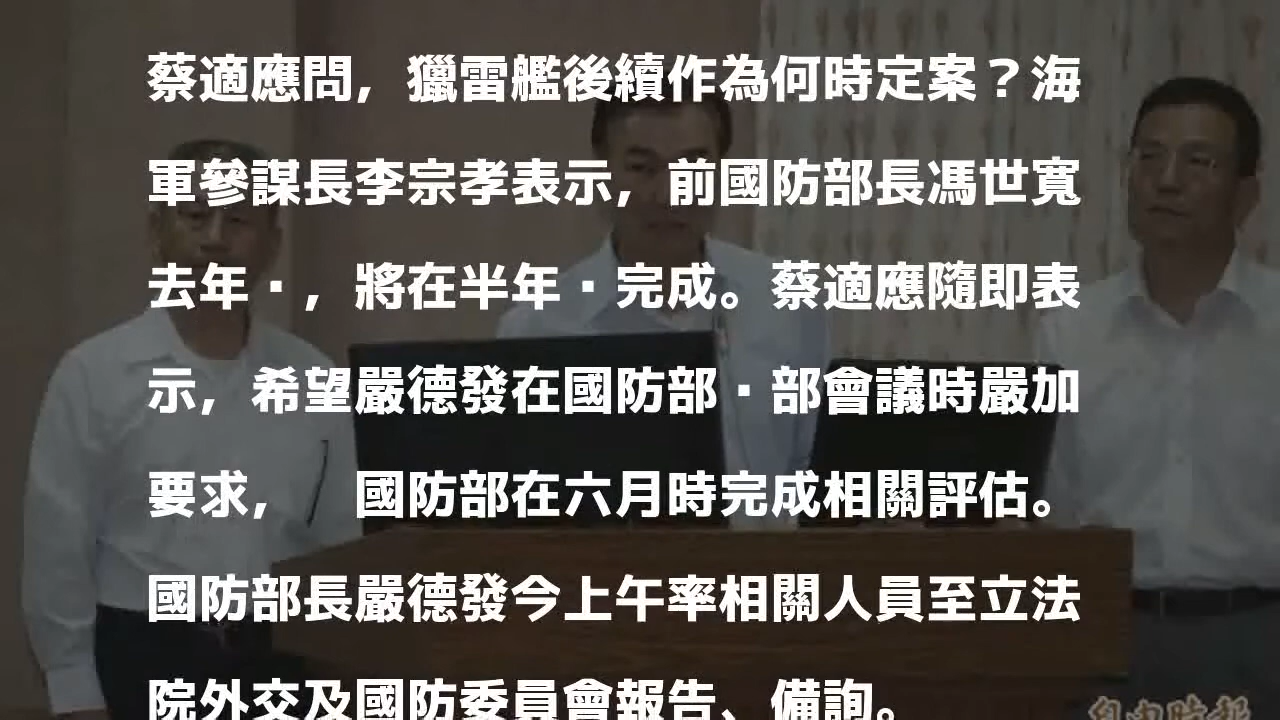 蔡適應問，獵雷艦後續作為何時定案？海
軍參謀長李宗孝表示，前國防部長馮世寬
去年·，將在半年·完成。蔡適應隨即表
示，希望嚴德發在國防部·部會議時嚴加
要求，　國防部在六月時完成相關評估。
國防部長嚴德發今上午率相關人員至立法
院外交及國防委員會報告、備詢。
自由時報